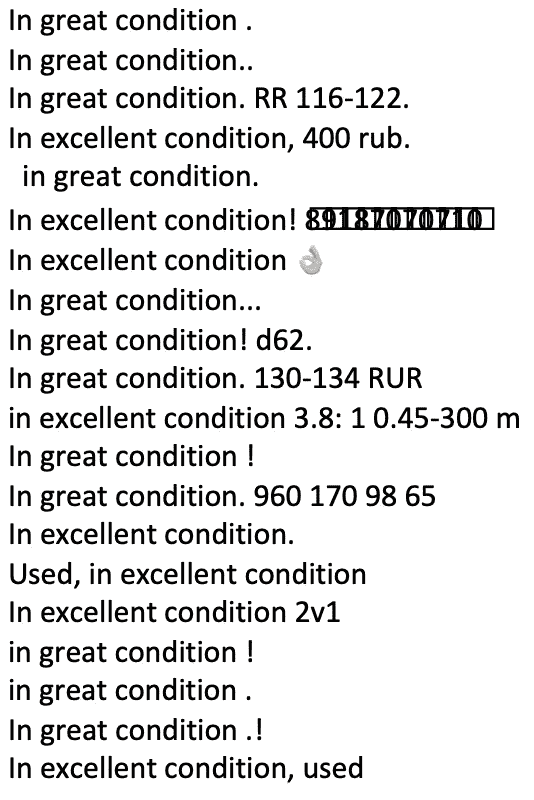 In great condition .
In great condition..
In great condition. RR 116-122.
In excellent condition, 400 rub.
in great condition.
In excellent condition!
In excellent condition 👌
In great condition...
In great condition! d62.
In great condition. 130-134 RUR
in excellent condition 3.8: 1 0.45-300 m
In great condition !
In great condition. 960 170 98 65
In excellent condition.
Used, in excellent condition
In excellent condition 2v1
in great condition !
in great condition .
In great condition .!
In excellent condition, used